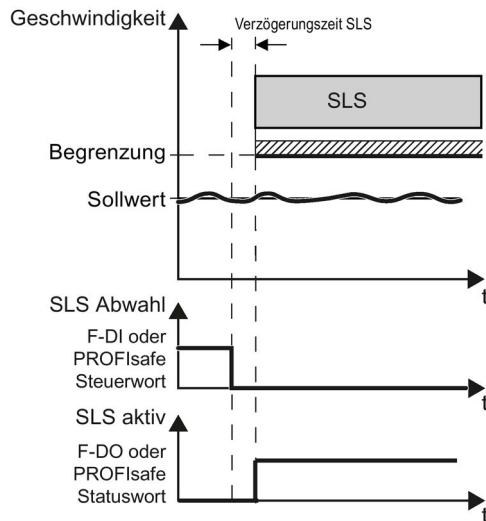 Geschwindigkeit
Verzögerungszeit SLS
SLS
Begrenzung
Sollwert
t
SLS Abwahl
F-DI oder
PROFIsafe
Steuerwort
t
SLS aktiv
F-DO oder
PROFIsafe
Statuswort
t